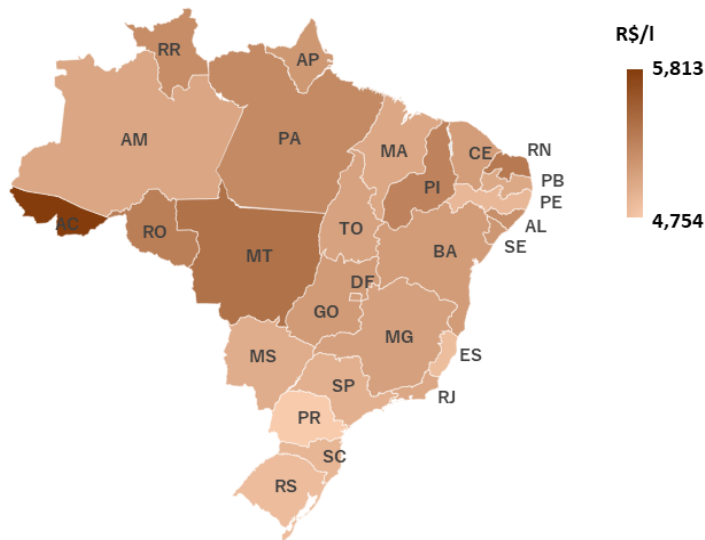 R$/l
5,813
4,754
RR
AP
AM
PA
MA
CE
RN
PB
PE
PI
AL
SE
AC
RO
TO
BA
MT
DF
GO
MG
ES
MS
SP
RJ
PR
SC
RS